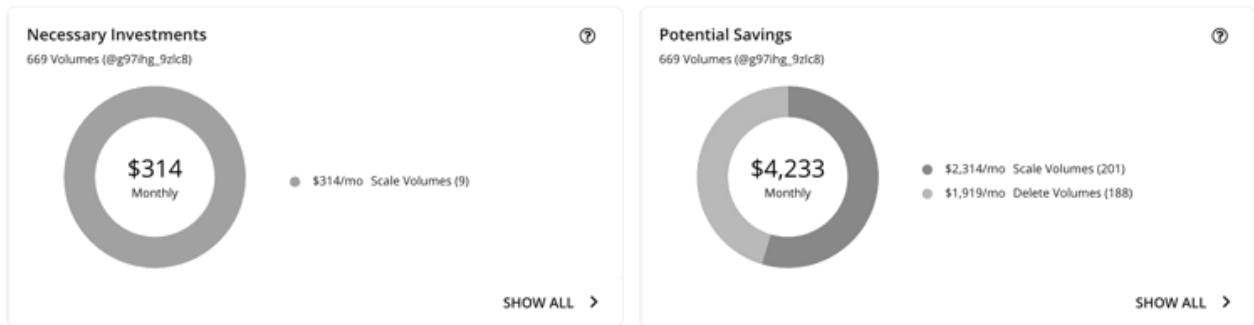 Necessary Investments
669 Volumes (@g97ihg_9zlc8)
$314
Monthly
$314/mo Scale Volumes (9)
SHOW ALL
Potential Savings
669 Volumes (@g97ihg_9zlc8)
$4,233
Monthly
$2,314/mo Scale Volumes (201)
$1,919/mo Delete Volumes (188)
SHOW ALL